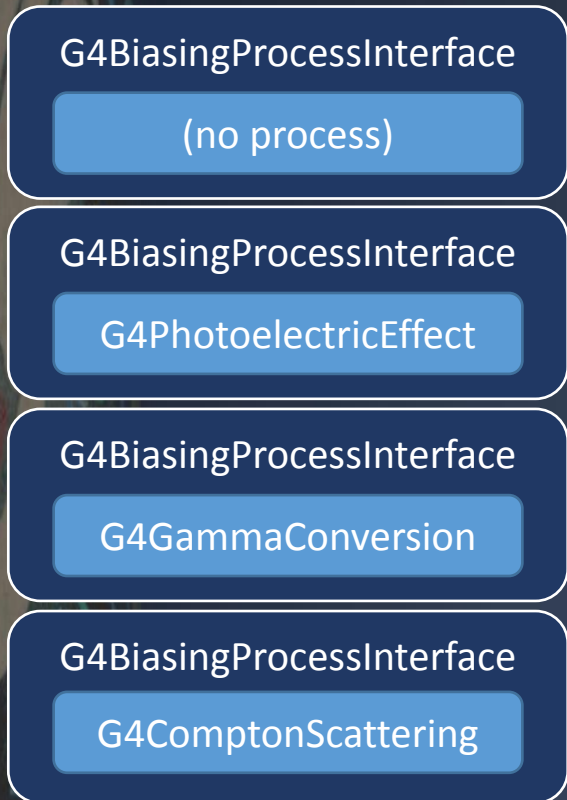 G4BiasingProcessInterface
(no process)
G4BiasingProcessInterface
G4PhotoelectricEffect
G4BiasingProcessInterface
G4GammaConversion
G4BiasingProcessInterface
G4ComptonScattering